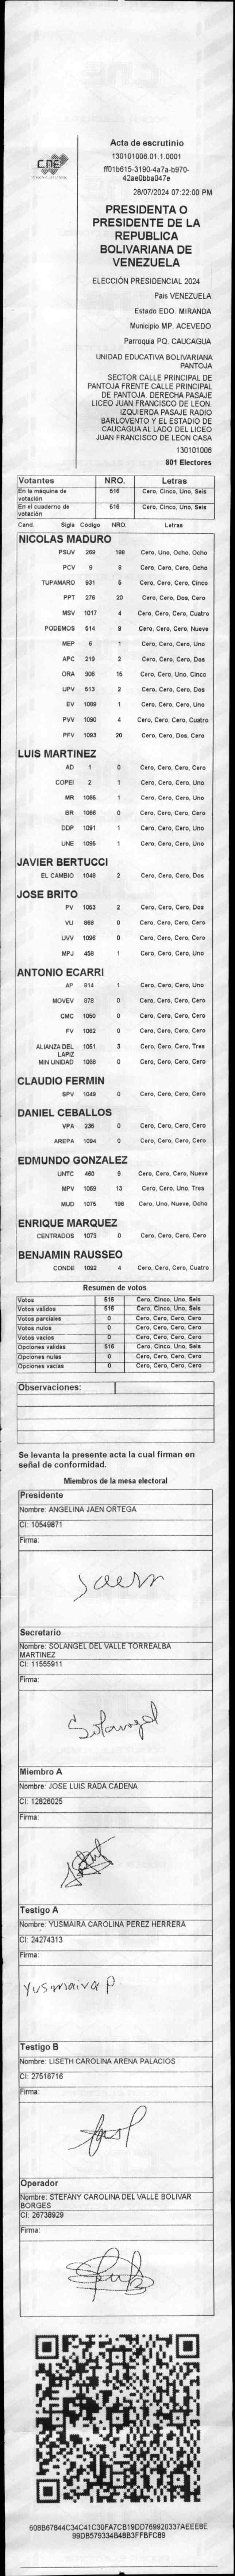 CNE
Acta de escrutinio
130101006.01.1.0001
ff01b615-3190-4a7a-b970-
42ae0bba047e
28/07/2024 07:22:00 PM
PRESIDENTA O
PRESIDENTE DE LA
REPUBLICA
BOLIVARIANA DE
VENEZUELA
ELECCIÓN PRESIDENCIAL 2024
Pais VENEZUELA
Estado EDO. MIRANDA
Municipio MP. ACEVEDO
Parroquia PQ. CAUCAGUA
UNIDAD EDUCATIVA BOLIVARIANA
PANTOJA
SECTOR CALLE PRINCIPAL DE
PANTOJA FRENTE CALLE PRINCIPAL
DE PANTOJA. DERECHA PASAJE
LICEO JUAN FRANCISCO DE LEON.
IZQUIERDA PASAJE RADIO
BARLOVENTO Y EL ESTADIO DE
CAUCAGUA AL LADO DEL LICEO
JUAN FRANCISCO DE LEON CASA
130101006
801 Electores
Votantes NRO. Letras
En la máquina de votación 516 Cero, Cinco, Uno, Seis
En el cuaderno de votación 516 Cero, Cinco, Uno, Seis
Cand. Sigla Código NRO. Letras
NICOLAS MADURO
PSUV 269 188 Cero, Uno, Ocho, Ocho
PCV 9 8 Cero, Cero, Cero, Ocho
TUPAMARO 931 5 Cero, Cero, Cero, Cinco
PPT 276 20 Cero, Cero, Dos, Cero
MSV 1017 4 Cero, Cero, Cero, Cuatro
PODEMOS 514 9 Cero, Cero, Cero, Nueve
MEP 6 1 Cero, Cero, Cero, Uno
APC 219 2 Cero, Cero, Cero, Dos
ORA 906 15 Cero, Cero, Uno, Cinco
UPV 513 2 Cero, Cero, Cero, Dos
EV 1089 1 Cero, Cero, Cero, Uno
PVV 1090 4 Cero, Cero, Cero, Cuatro
PFV 1093 20 Cero, Cero, Dos, Cero
LUIS MARTINEZ
AD 1 0 Cero, Cero, Cero, Cero
COPEI 2 1 Cero, Cero, Cero, Uno
MR 1065 1 Cero, Cero, Cero, Uno
BR 1066 0 Cero, Cero, Cero, Cero
DDP 1091 1 Cero, Cero, Cero, Uno
UNE 1095 1 Cero, Cero, Cero, Uno
JAVIER BERTUCCI
EL CAMBIO 1048 2 Cero, Cero, Cero, Dos
JOSE BRITO
PV 1053 2 Cero, Cero, Cero, Dos
VU 868 0 Cero, Cero, Cero, Cero
UVV 1096 0 Cero, Cero, Cero, Cero
MPJ 458 1 Cero, Cero, Cero, Uno
ANTONIO ECARRI
AP 914 1 Cero, Cero, Cero, Uno
MOVEV 879 0 Cero, Cero, Cero, Cero
CMC 1050 0 Cero, Cero, Cero, Cero
FV 1062 0 Cero, Cero, Cero, Cero
ALIANZA DEL LAPIZ 1051 3 Cero, Cero, Cero, Tres
MIN UNIDAD 1068 0 Cero, Cero, Cero, Cero
CLAUDIO FERMIN
SPV 1049 0 Cero, Cero, Cero, Cero
DANIEL CEBALLOS
VPA 236 0 Cero, Cero, Cero, Cero
AREPA 1094 0 Cero, Cero, Cero, Cero
EDMUNDO GONZALEZ
UNTC 460 9 Cero, Cero, Cero, Nueve
MPV 1069 13 Cero, Cero, Uno, Tres
MUD 1075 198 Cero, Uno, Nueve, Ocho
ENRIQUE MARQUEZ
CENTRADOS 1073 0 Cero, Cero, Cero, Cero
BENJAMIN RAUSSEO
CONDE 1092 4 Cero, Cero, Cero, Cuatro
Resumen de votos
Votos 516 Cero, Cinco, Uno, Seis
Votos validos 516 Cero, Cinco, Uno, Seis
Votos parciales 0 Cero, Cero, Cero, Cero
Votos nulos 0 Cero, Cero, Cero, Cero
Votos vacios 0 Cero, Cero, Cero, Cero
Opciones validas 516 Cero, Cinco, Uno, Seis
Opciones nulas 0 Cero, Cero, Cero, Cero
Opciones vacias 0 Cero, Cero, Cero, Cero
Observaciones:
Se levanta la presente acta la cual firman en
señal de conformidad.
Miembros de la mesa electoral
Presidente
Nombre: ANGELINA JAEN ORTEGA
CI: 10549871
Firma:
Jaen
Secretario
Nombre: SOLANGEL DEL VALLE TORREALBA
MARTINEZ
CI: 11555911
Firma:
Solangel
Miembro A
Nombre: JOSE LUIS RADA CADENA
CI: 12826025
Firma:
Testigo A
Nombre: YUSMAIRA CAROLINA PEREZ HERRERA
CI: 24274313
Firma:
Yusmaira P.
Testigo B
Nombre: LISETH CAROLINA ARENA PALACIOS
CI: 27516716
Firma:
Operador
Nombre: STEFANY CAROLINA DEL VALLE BOLIVAR
BORGES
CI: 26738929
Firma:
608B67844C34C41C30FA7CB19DD769920337AEEE8E
99DB579334B48B3FFBFC89